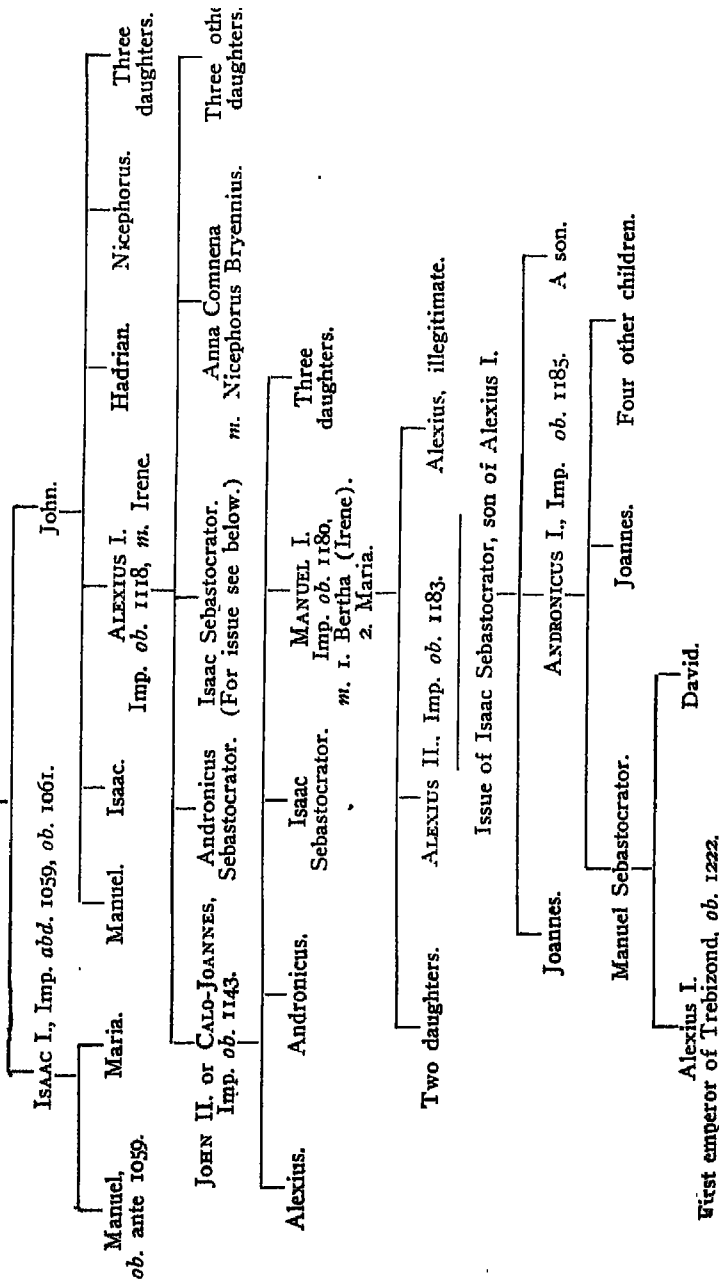 ISAAC I., Imp. abd. 1059, ob. 1061.
John.
Manuel,
ob. ante 1059.
Maria.
Manuel.
Isaac.
ALEXIUS I.
Imp. ob. 1118, m. Irene.
Hadrian.
Nicephorus.
Three
daughters.
JOHN II. or CALO-JOANNES,
Imp. ob. 1143.
Andronicus
Sebastocrator.
Isaac Sebastocrator.
(For issue see below.)
Anna Comnena
m. Nicephorus Bryennius.
Three othe
daughters.
Alexius.
Andronicus.
Isaac
Sebastocrator.
MANUEL I.
Imp. ob. 1180,
m. 1. Bertha (Irene).
2. Maria.
Three
daughters.
Two daughters.
ALEXIUS II., Imp. ob. 1183.
Alexius, illegitimate.
Issue of Isaac Sebastocrator, son of Alexius I.
Joannes.
ANDRONICUS I., Imp. ob. 1185.
A son.
Manuel Sebastocrator.
Joannes.
Four other children.
Alexius I.
First emperor of Trebizond, ob. 1222.
David.